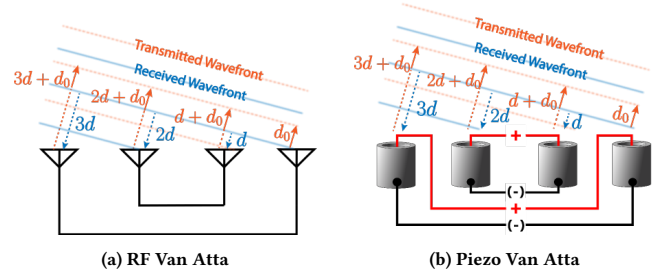 Transmitted Wavefront
Received Wavefront
3d + d₀
2d + d₀
d + d₀
d₀
3d
2d
d
(a) RF Van Atta
Transmitted Wavefront
Received Wavefront
3d + d₀
2d + d₀
d + d₀
d₀
3d
2d
d
+
(-)
+
(-)
(b) Piezo Van Atta